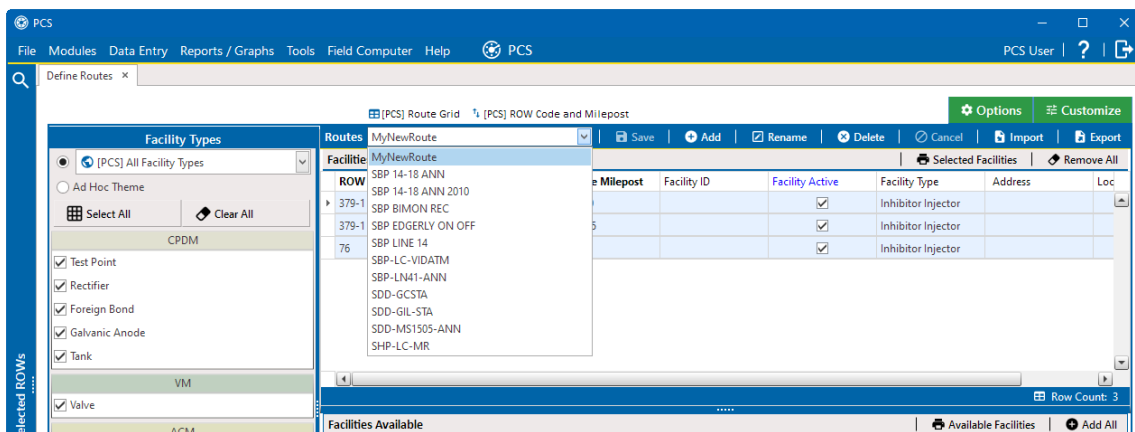 PCS
File Modules Data Entry Reports / Graphs Tools Field Computer Help PCS PCS User ?
Define Routes ×
[PCS] Route Grid [PCS] ROW Code and Milepost Options Customize
Facility Types
Routes MyNewRoute Save Add Rename Delete Cancel Import Export
[PCS] All Facility Types
Ad Hoc Theme
Select All Clear All
CPDM
Test Point
Rectifier
Foreign Bond
Galvanic Anode
Tank
VM
Valve
MyNewRoute
SBP 14-18 ANN
SBP 14-18 ANN 2010
SBP BIMON REC
SBP EDGERLY ON OFF
SBP LINE 14
SBP-LC-VIDATM
SBP-LN41-ANN
SDD-GCSTA
SDD-GIL-STA
SDD-MS1505-ANN
SHP-LC-MR
Selected Facilities Remove All
ROW Milepost Facility ID Facility Active Facility Type Address
379-1 Inhibitor Injector
379-1 Inhibitor Injector
76 Inhibitor Injector
Row Count: 3
Facilities Available Available Facilities Add All